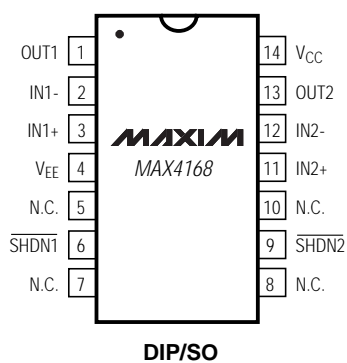 OUT1 1 14 VCC
IN1- 2 13 OUT2
IN1+ 3 12 IN2-
MAXIM
VEE 4 MAX4168 11 IN2+
N.C. 5 10 N.C.
SHDN1 6 9 SHDN2
N.C. 7 8 N.C.
DIP/SO